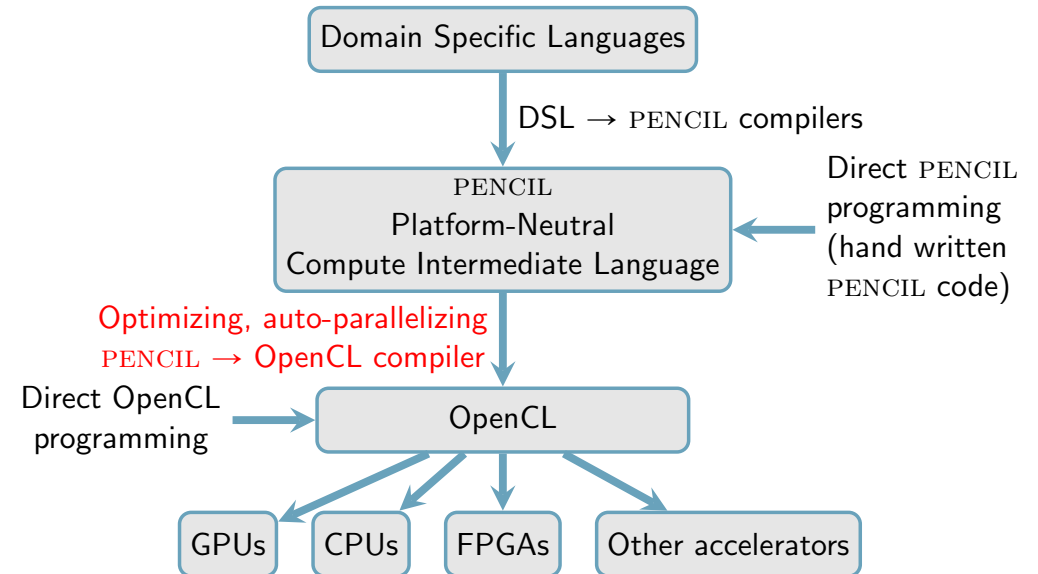 Domain Specific Languages
DSL → PENCIL compilers
PENCIL
Platform-Neutral
Compute Intermediate Language
Direct PENCIL
programming
(hand written
PENCIL code)
Optimizing, auto-parallelizing
PENCIL → OpenCL compiler
Direct OpenCL
programming
OpenCL
GPUs
CPUs
FPGAs
Other accelerators